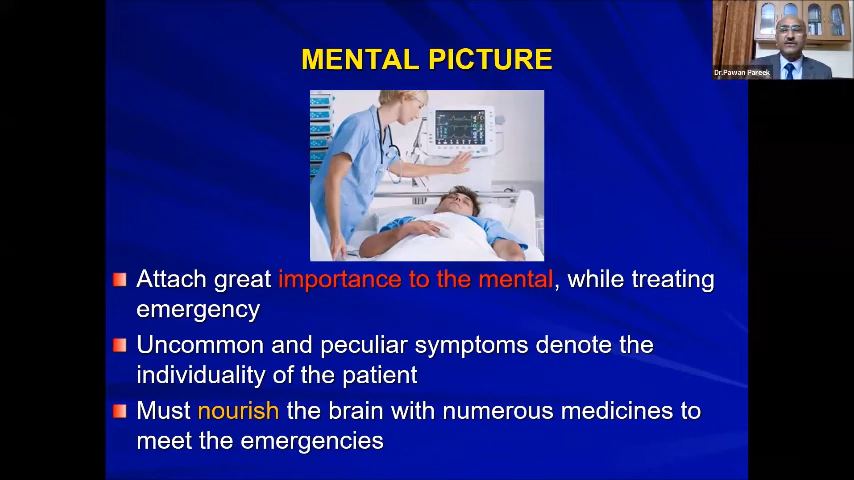 MENTAL PICTURE
Dr.Pawan Pareek
Attach great importance to the mental, while treating
emergency
Uncommon and peculiar symptoms denote the
individuality of the patient
Must nourish the brain with numerous medicines to
meet the emergencies